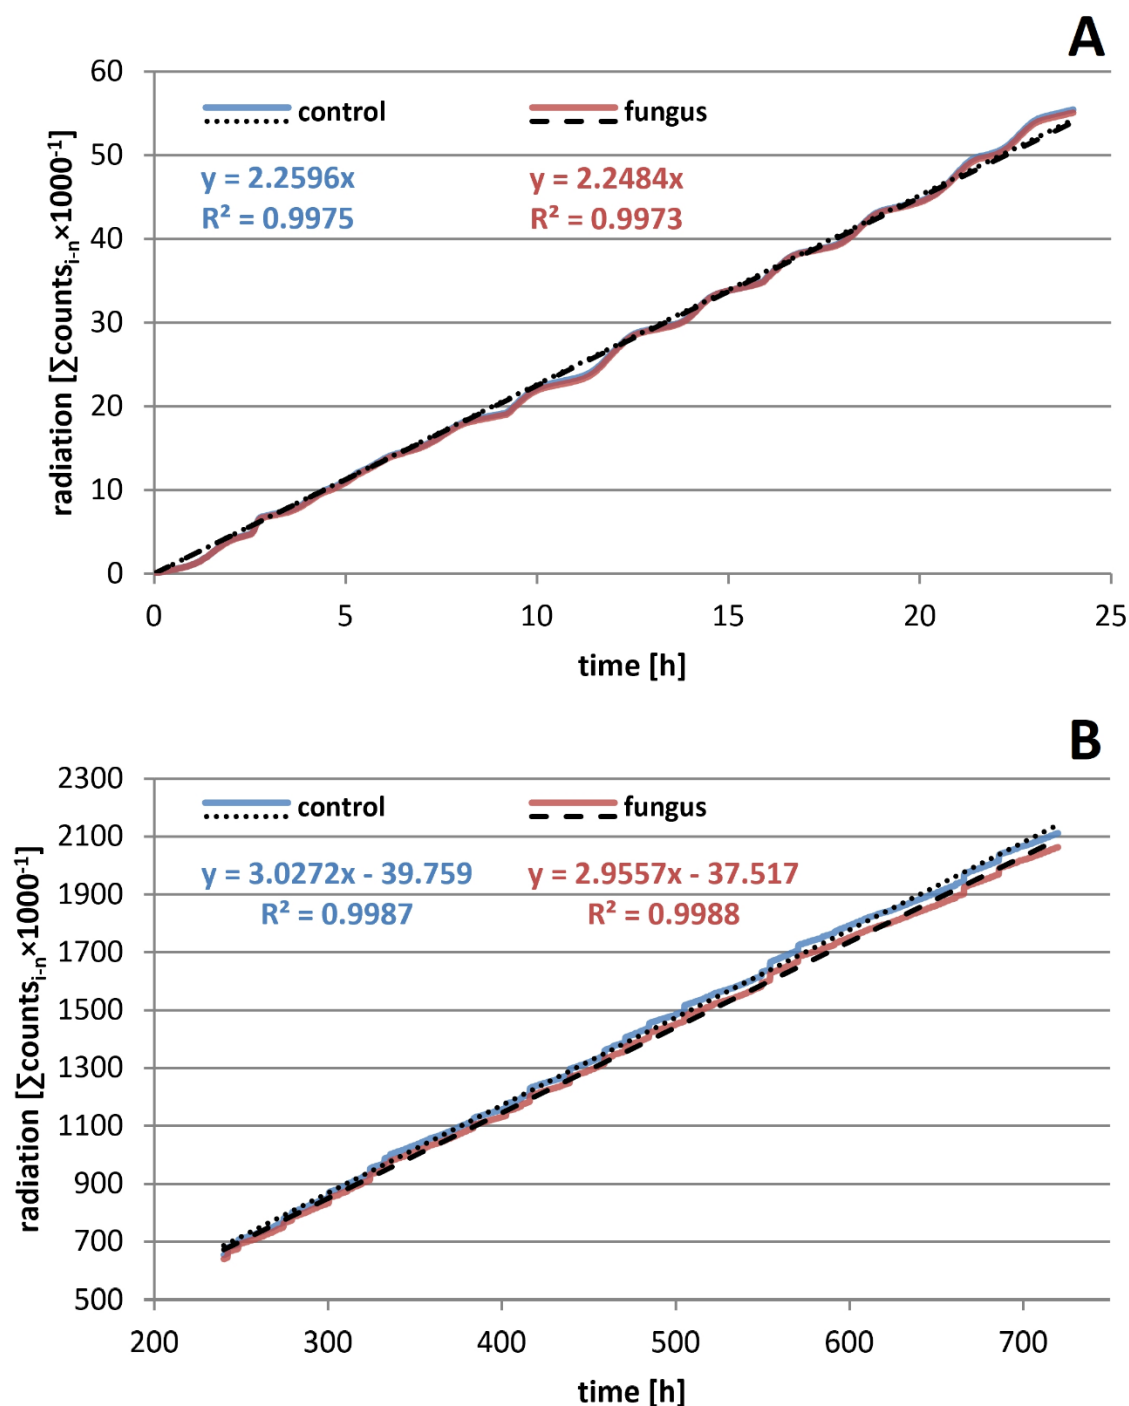 A
60
50
40
30
20
10
0
radiation [∑counts i-n ×1000⁻¹]
control
fungus
y = 2.2596x
R² = 0.9975
y = 2.2484x
R² = 0.9973
0 5 10 15 20 25
time [h]
B
2300
2100
1900
1700
1500
1300
1100
900
700
500
radiation [∑counts i-n ×1000⁻¹]
control
fungus
y = 3.0272x - 39.759
R² = 0.9987
y = 2.9557x - 37.517
R² = 0.9988
200 300 400 500 600 700
time [h]